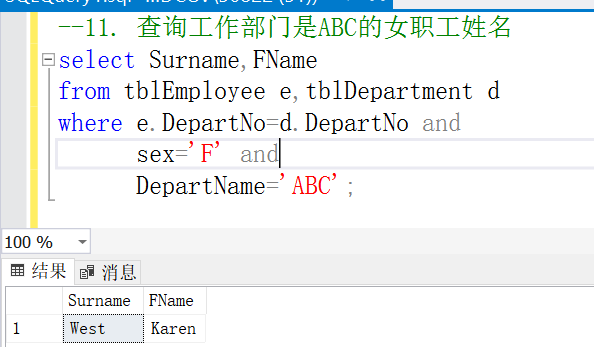 --11. 查询工作部门是ABC的女职工姓名
select Surname,FName
from tblEmployee e,tblDepartment d
where e.DepartNo=d.DepartNo and
sex='F' and
DepartName='ABC';
100 %
结果 消息
Surname FName
1 West Karen